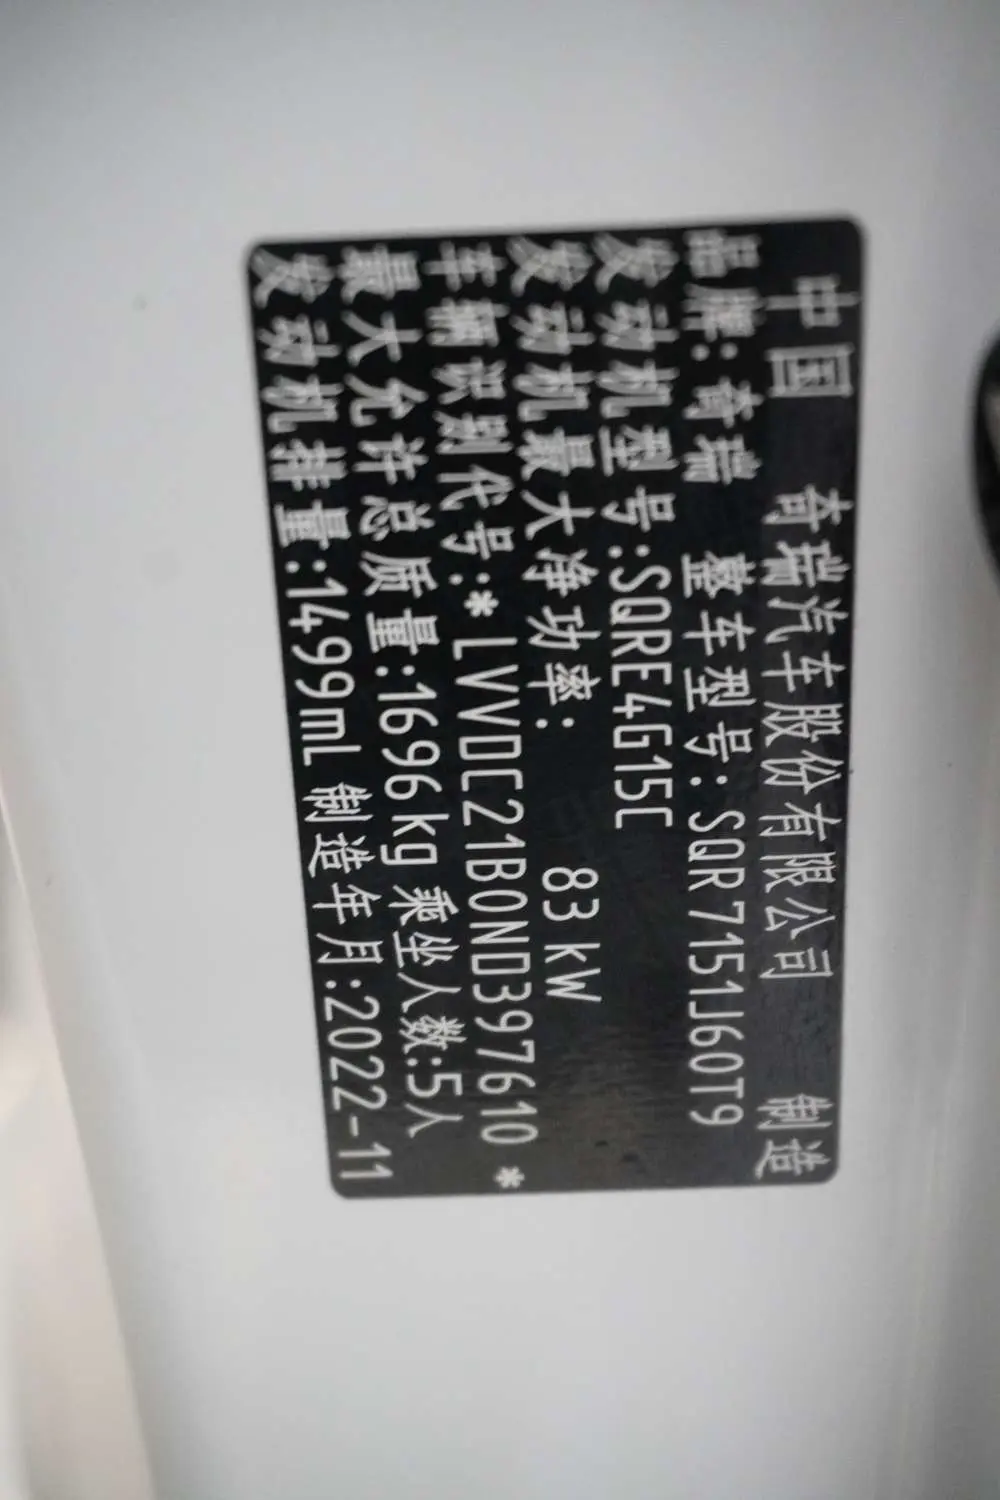 中国 奇瑞汽车股份有限公司 制造
品牌：奇瑞 整车型号：SQR7151J60T9
发动机型号:SQRE4G15C
发动机最大净功率： 83kW
车辆识别代号:*LVVDC21B0ND397610*
最大允许总质量:1696kg 乘坐人数:5人
发动机排量:1499mL 制造年月:2022-11